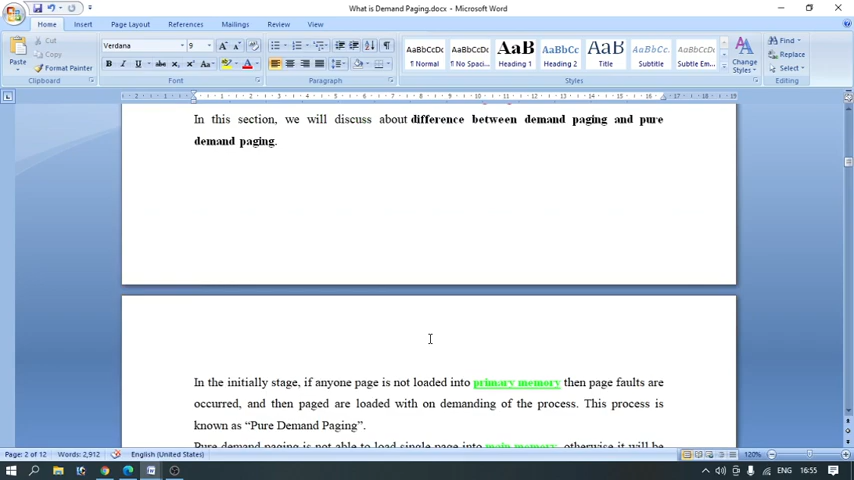 What is Demand Paging.docx - Microsoft Word
Home Insert Page Layout References Mailings Review View
Paste
Cut
Copy
Format Painter
Clipboard
Verdana 9
Font
Paragraph
AaBbCcDc AaBbCcDc AaBbC AaBbCc AaBbC AaBbCc AaBbCcDc
¶ Normal ¶ No Spaci... Heading 1 Heading 2 Title Subtitle Subtle Em...
Styles
Change Styles
Find
Replace
Select
Editing
In this section, we will discuss about difference between demand paging and pure
demand paging.
In the initially stage, if anyone page is not loaded into primary memory then page faults are
occurred, and then paged are loaded with on demanding of the process. This process is
known as “Pure Demand Paging”.
Pure demand paging is not able to load single page into main memory, otherwise it will be
Page: 2 of 12 Words: 2,912 English (United States) 120%
ENG 16:55